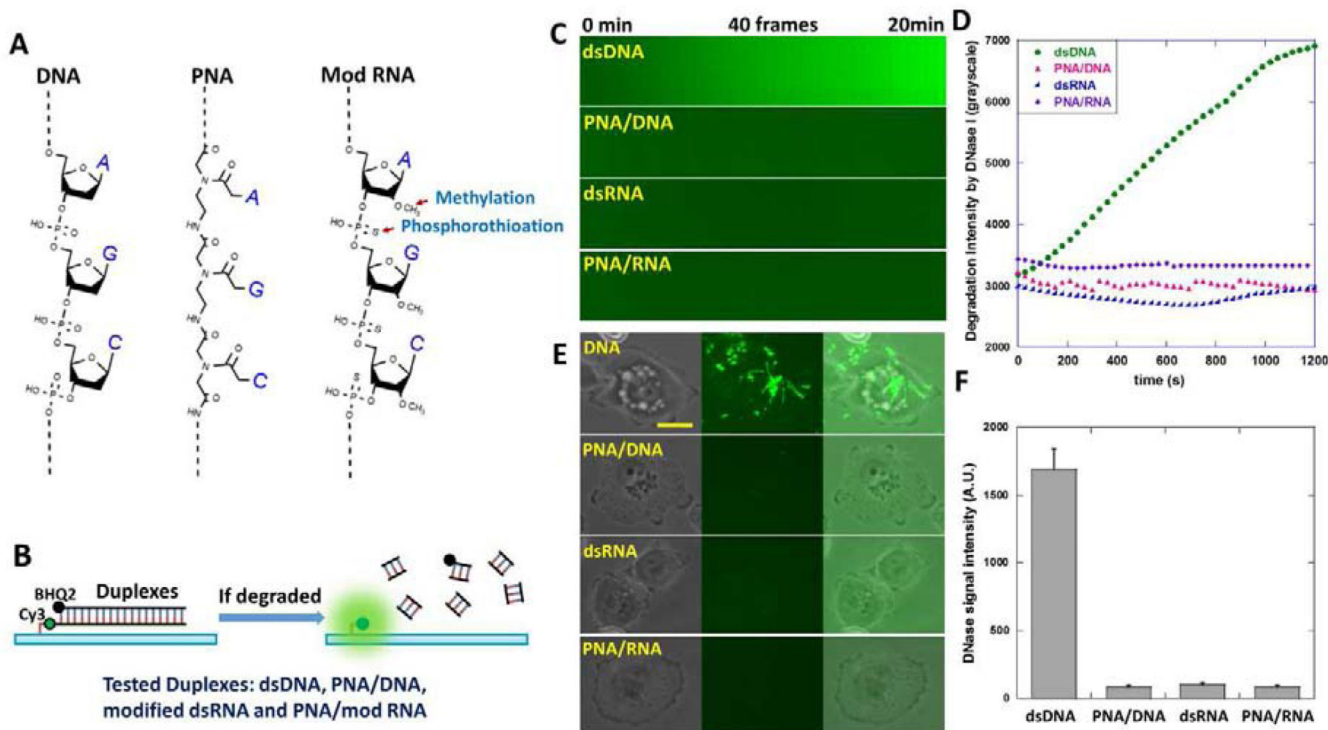 A
DNA
PNA
Mod RNA
A
G
C
A
G
C
A
G
C
Methylation
Phosphorothioation
B
BHQ2
Duplexes
Cy3
If degraded
Tested Duplexes: dsDNA, PNA/DNA,
modified dsRNA and PNA/mod RNA
C
0 min 40 frames 20min
dsDNA
PNA/DNA
dsRNA
PNA/RNA
D
Degradation Intensity by DNase I (grayscale)
7000
6000
5000
4000
3000
2000
dsDNA
PNA/DNA
dsRNA
PNA/RNA
0 200 400 600 800 1000 1200
time (s)
E
DNA
PNA/DNA
dsRNA
PNA/RNA
F
DNase signal intensity (A.U.)
2000
1500
1000
500
0
dsDNA PNA/DNA dsRNA PNA/RNA